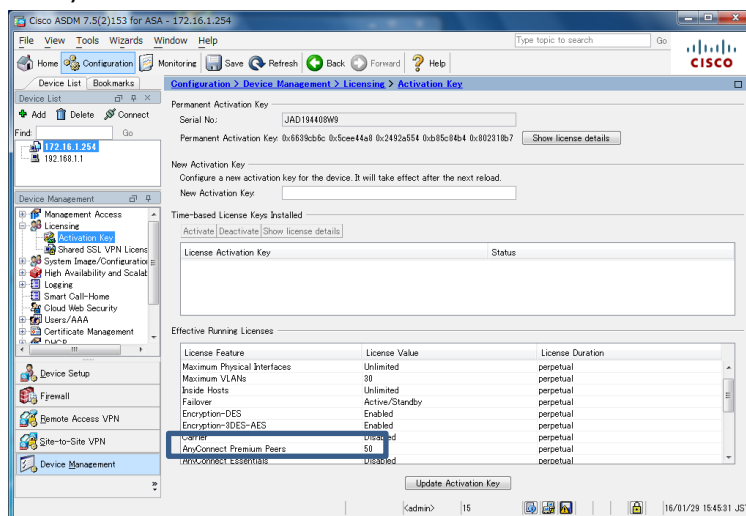 Cisco ASDM 7.5(2)153 for ASA - 172.16.1.254
File View Tools Wizards Window Help
Type topic to search
Go
Home Configuration Monitoring Save Refresh Back Forward Help
CISCO
Device List Bookmarks
Configuration > Device Management > Licensing > Activation Key
Device List
Add Delete Connect
Find: Go
172.16.1.254
192.168.1.1
Permanent Activation Key
Serial No: JAD194408W9
Permanent Activation Key: 0x6639cb6c 0x5cee44a8 0x2492a554 0xb85c84b4 0x802318b7 Show license details
New Activation Key
Configure a new activation key for the device. It will take effect after the next reload.
New Activation Key:
Device Management
Management Access
Licensing
Activation Key
Shared SSL VPN Licens
System Image/Configuration
High Availability and Scalab
Logging
Smart Call-Home
Cloud Web Security
Users/AAA
Certificate Management
DHCP
Device Setup
Firewall
Remote Access VPN
Site-to-Site VPN
Device Management
Time-based License Keys Installed
Activate Deactivate Show license details
License Activation Key Status
Effective Running Licenses
License Feature License Value License Duration
Maximum Physical Interfaces Unlimited perpetual
Maximum VLANs 30 perpetual
Inside Hosts Unlimited perpetual
Failover Active/Standby perpetual
Encryption-DES Enabled perpetual
Encryption-3DES-AES Enabled perpetual
Carrier Disabled perpetual
AnyConnect Premium Peers 50 perpetual
AnyConnect Essentials Disabled perpetual
Update Activation Key
<admin> 15 16/01/29 15:45:31 JS